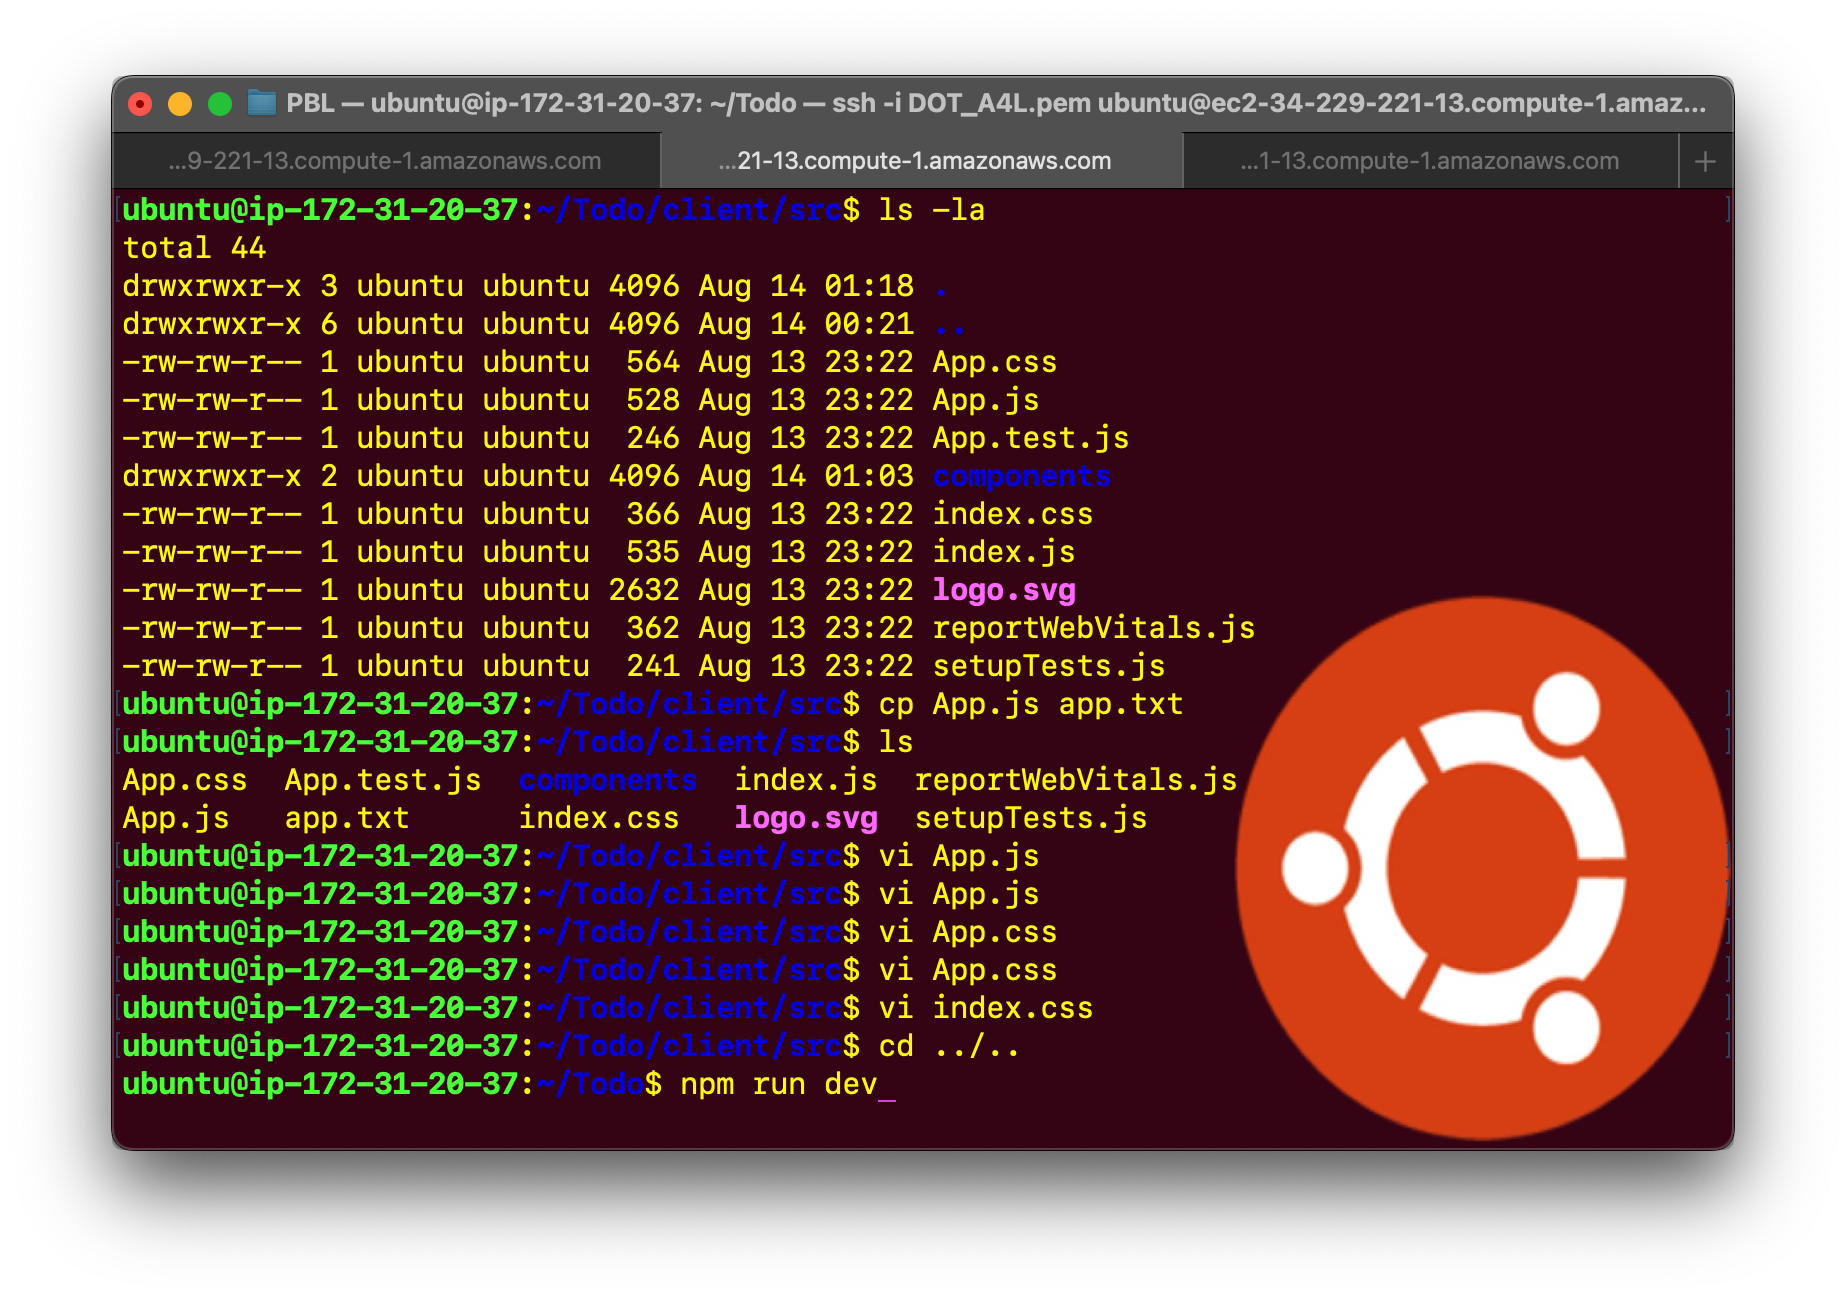 PBL — ubuntu@ip-172-31-20-37: ~/Todo — ssh -i DOT_A4L.pem ubuntu@ec2-34-229-221-13.compute-1.amaz...
...9-221-13.compute-1.amazonaws.com
...21-13.compute-1.amazonaws.com
...1-13.compute-1.amazonaws.com
+
ubuntu@ip-172-31-20-37:~/Todo/client/src$ ls -la
total 44
drwxrwxr-x 3 ubuntu ubuntu 4096 Aug 14 01:18 .
drwxrwxr-x 6 ubuntu ubuntu 4096 Aug 14 00:21 ..
-rw-rw-r-- 1 ubuntu ubuntu  564 Aug 13 23:22 App.css
-rw-rw-r-- 1 ubuntu ubuntu  528 Aug 13 23:22 App.js
-rw-rw-r-- 1 ubuntu ubuntu  246 Aug 13 23:22 App.test.js
drwxrwxr-x 2 ubuntu ubuntu 4096 Aug 14 01:03 components
-rw-rw-r-- 1 ubuntu ubuntu  366 Aug 13 23:22 index.css
-rw-rw-r-- 1 ubuntu ubuntu  535 Aug 13 23:22 index.js
-rw-rw-r-- 1 ubuntu ubuntu 2632 Aug 13 23:22 logo.svg
-rw-rw-r-- 1 ubuntu ubuntu  362 Aug 13 23:22 reportWebVitals.js
-rw-rw-r-- 1 ubuntu ubuntu  241 Aug 13 23:22 setupTests.js
ubuntu@ip-172-31-20-37:~/Todo/client/src$ cp App.js app.txt
ubuntu@ip-172-31-20-37:~/Todo/client/src$ ls
App.css  App.test.js  components  index.js  reportWebVitals.js
App.js   app.txt      index.css   logo.svg  setupTests.js
ubuntu@ip-172-31-20-37:~/Todo/client/src$ vi App.js
ubuntu@ip-172-31-20-37:~/Todo/client/src$ vi App.js
ubuntu@ip-172-31-20-37:~/Todo/client/src$ vi App.css
ubuntu@ip-172-31-20-37:~/Todo/client/src$ vi App.css
ubuntu@ip-172-31-20-37:~/Todo/client/src$ vi index.css
ubuntu@ip-172-31-20-37:~/Todo/client/src$ cd ../..
ubuntu@ip-172-31-20-37:~/Todo$ npm run dev_